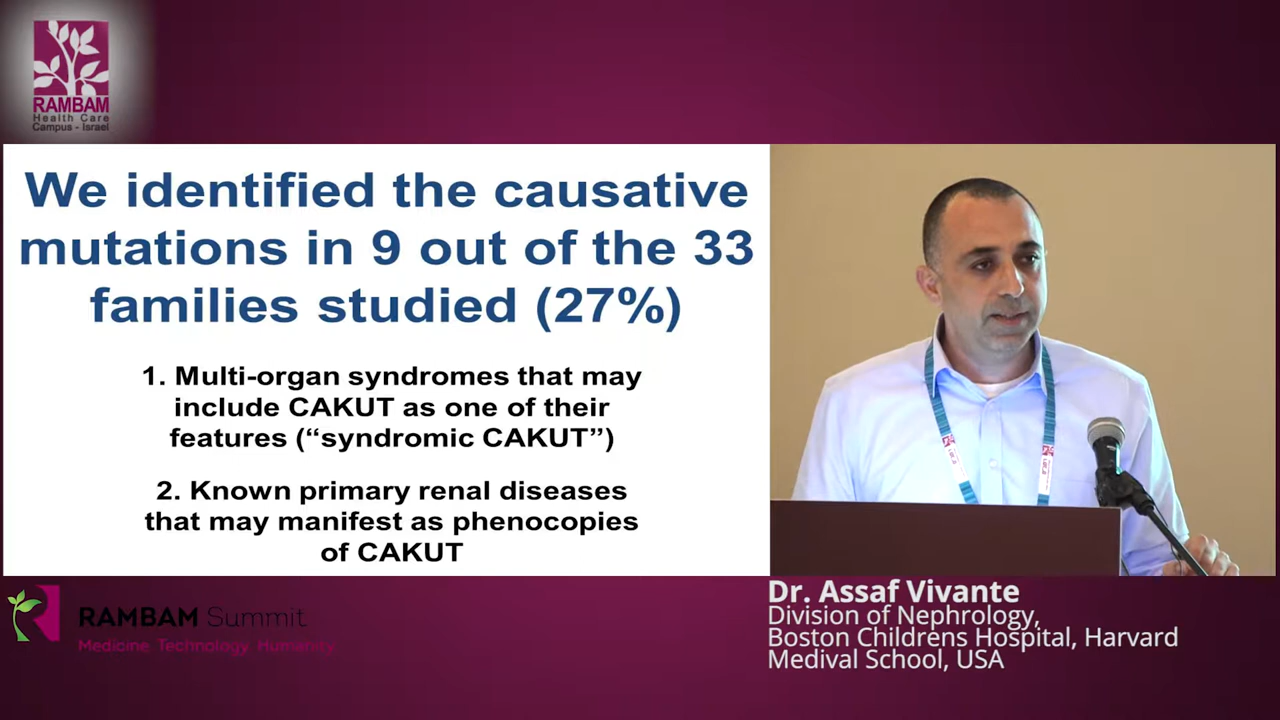 RAMBAM
Health Care
Campus - Israel
We identified the causative
mutations in 9 out of the 33
families studied (27%)
1. Multi-organ syndromes that may
include CAKUT as one of their
features (“syndromic CAKUT”)
2. Known primary renal diseases
that may manifest as phenocopies
of CAKUT
RAMBAM Summit
Medicine. Technology. Humanity.
Dr. Assaf Vivante
Division of Nephrology,
Boston Childrens Hospital, Harvard
Medival School, USA